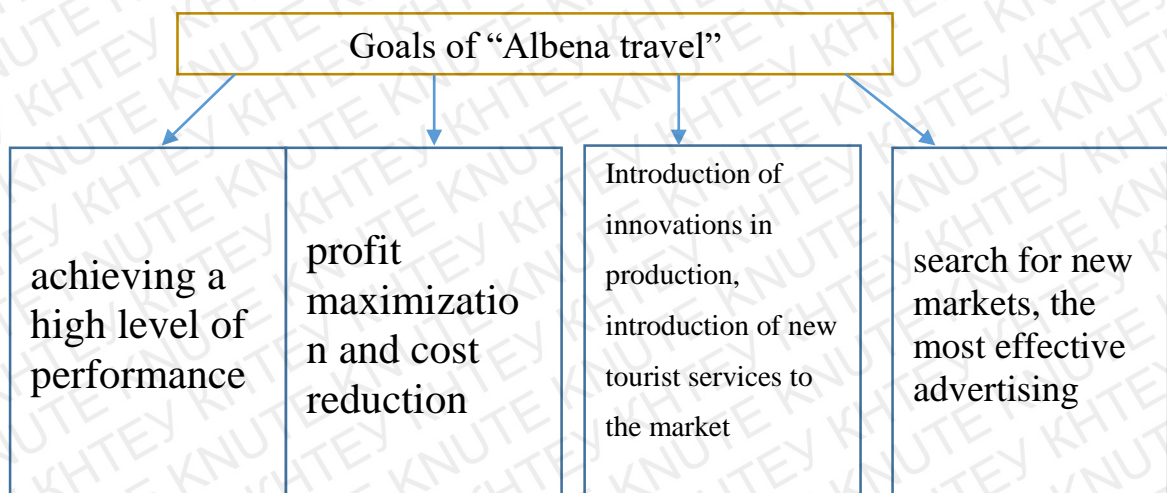 Goals of “Albena travel”
achieving a
high level of
performance
profit
maximizatio
n and cost
reduction
Introduction of
innovations in
production,
introduction of new
tourist services to
the market
search for new
markets, the
most effective
advertising